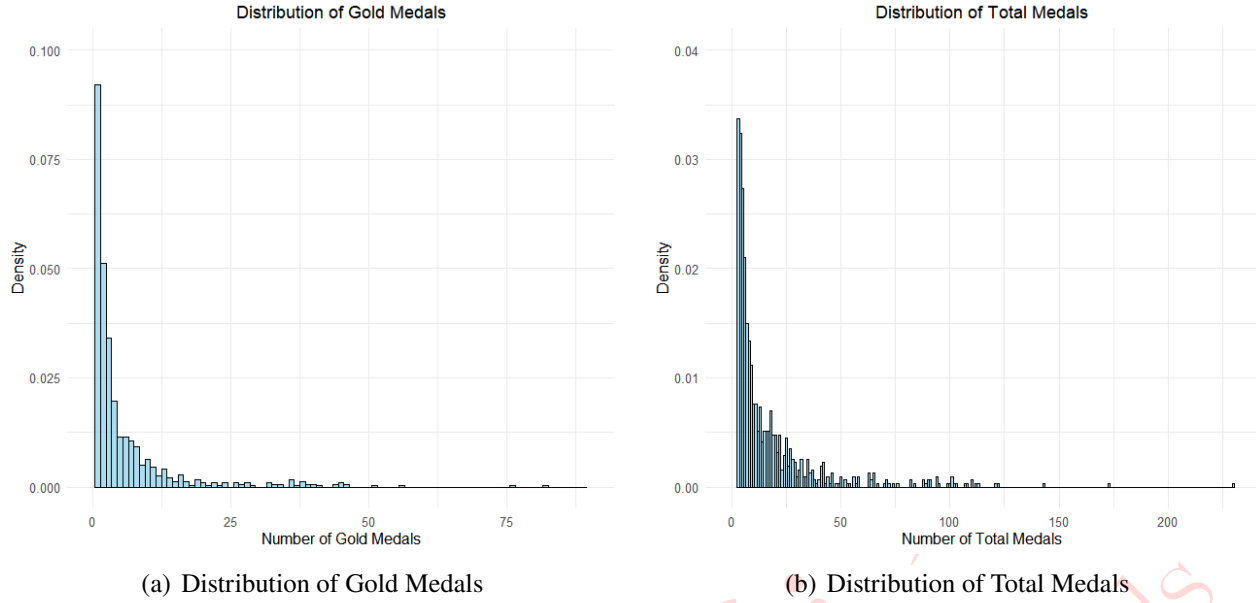 Distribution of Gold Medals
0.100
0.075
0.050
0.025
0.000
Density
0 25 50 75
Number of Gold Medals
(a) Distribution of Gold Medals
Distribution of Total Medals
0.04
0.03
0.02
0.01
0.00
Density
0 50 100 150 200
Number of Total Medals
(b) Distribution of Total Medals